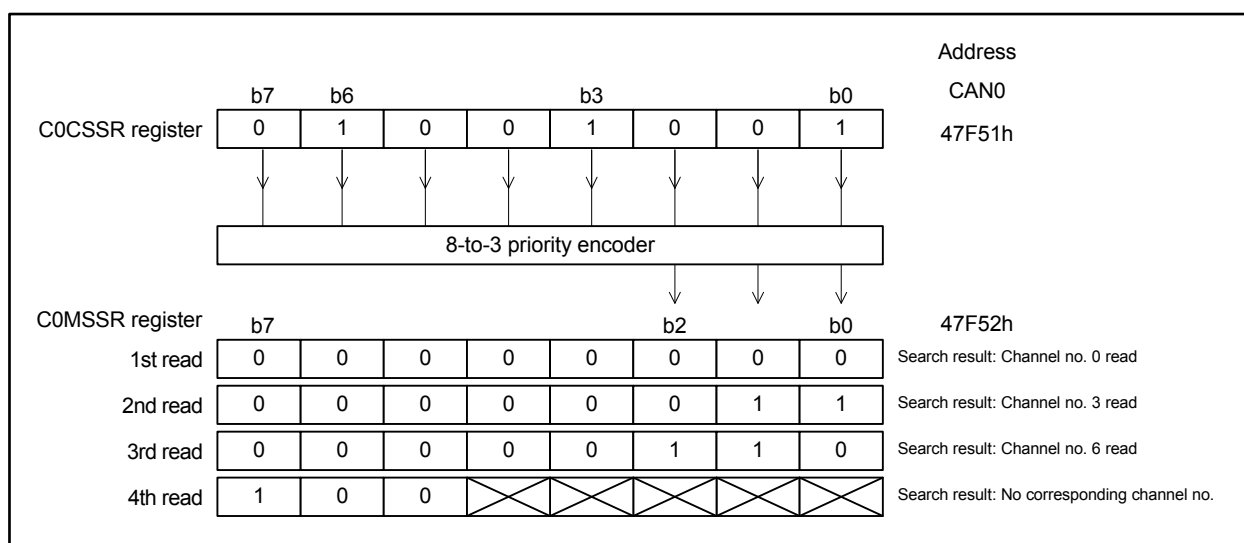 Address
CAN0
b7 b6 b3 b0
C0CSSR register 0 1 0 0 1 0 0 1 47F51h
8-to-3 priority encoder
C0MSSR register b7 b2 b0 47F52h
1st read 0 0 0 0 0 0 0 0 Search result: Channel no. 0 read
2nd read 0 0 0 0 0 0 1 1 Search result: Channel no. 3 read
3rd read 0 0 0 0 0 1 1 0 Search result: Channel no. 6 read
4th read 1 0 0 Search result: No corresponding channel no.